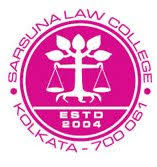 SARSUNA LAW COLLEGE
KOLKATA - 700 061
ESTD
2004